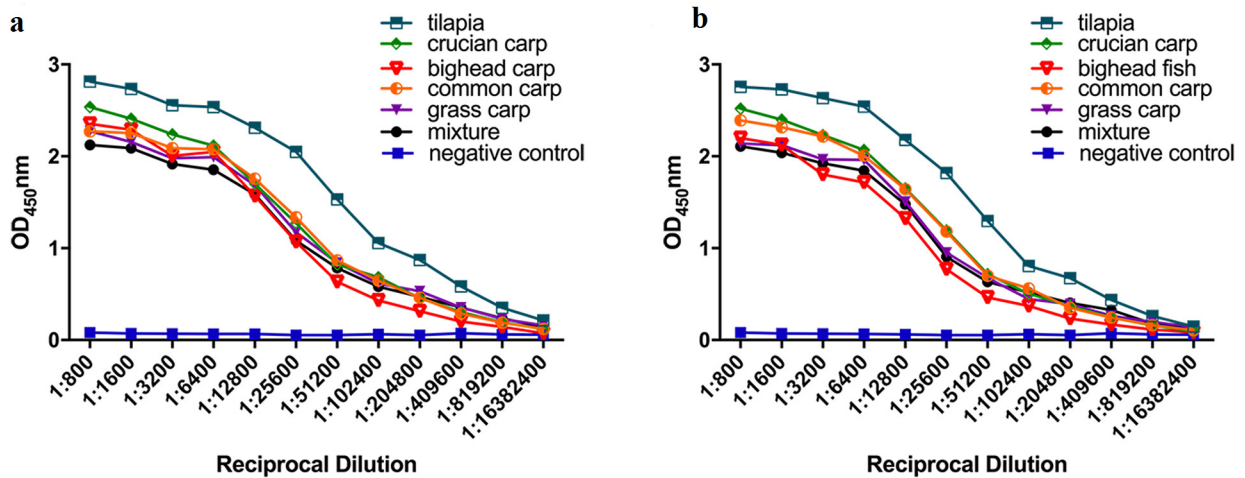 a
tilapia
crucian carp
bighead carp
common carp
grass carp
mixture
negative control
3
2
1
0
OD450nm
1:800
1:1600
1:3200
1:6400
1:12800
1:25600
1:51200
1:102400
1:204800
1:409600
1:819200
1:16382400
Reciprocal Dilution
b
tilapia
crucian carp
bighead fish
common carp
grass carp
mixture
negative control
3
2
1
0
OD450nm
1:800
1:1600
1:3200
1:6400
1:12800
1:25600
1:51200
1:102400
1:204800
1:409600
1:819200
1:16382400
Reciprocal Dilution